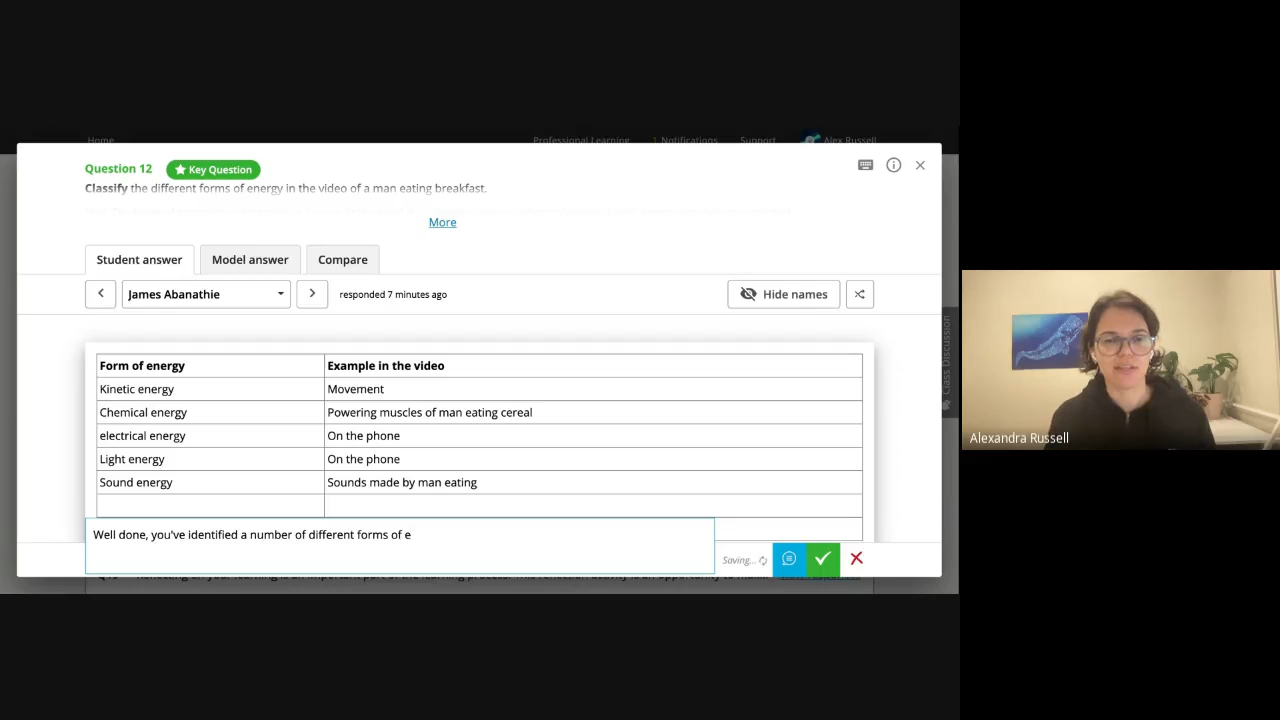 Home Professional Learning 1 Notifications Support Alex Russell
Question 12 Key Question
Classify the different forms of energy in the video of a man eating breakfast.
More
Student answer Model answer Compare
James Abanathie responded 7 minutes ago Hide names
Class Discussion
Form of energy Example in the video
Kinetic energy Movement
Chemical energy Powering muscles of man eating cereal
electrical energy On the phone
Light energy On the phone
Sound energy Sounds made by man eating
Well done, you've identified a number of different forms of e
Saving...
Alexandra Russell